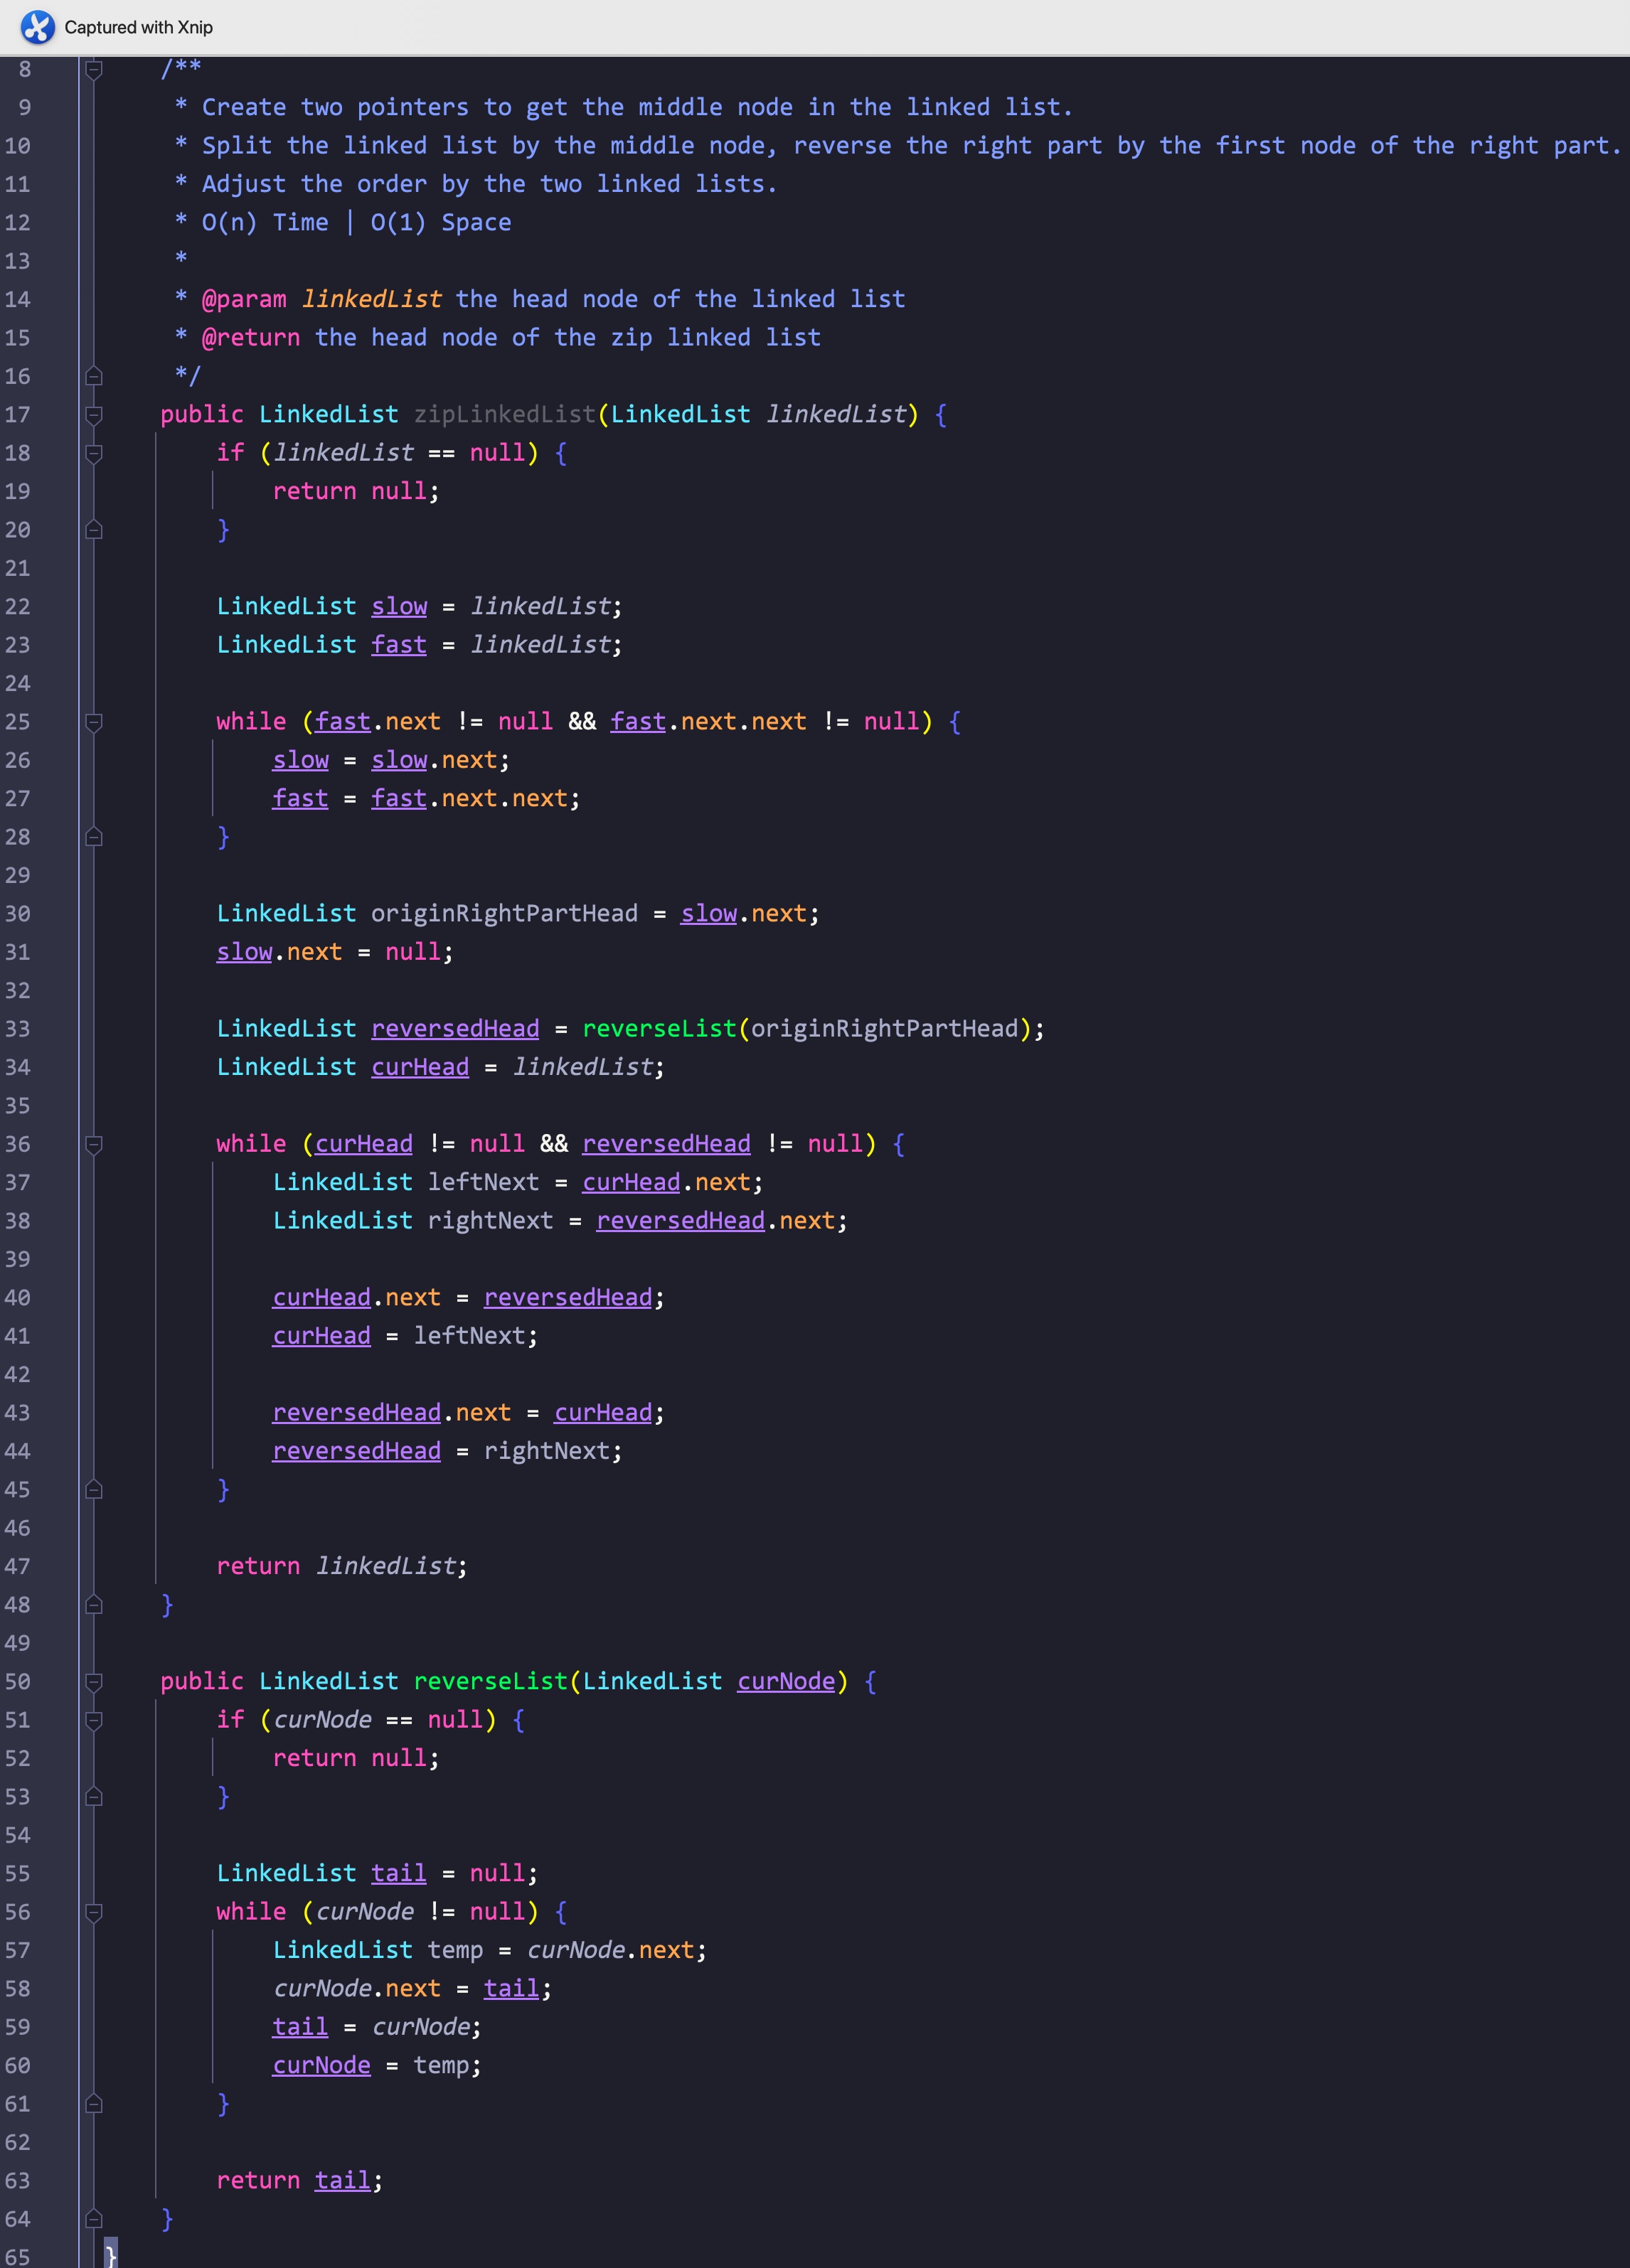 Captured with Xnip
8 /**
9 * Create two pointers to get the middle node in the linked list.
10 * Split the linked list by the middle node, reverse the right part by the first node of the right part.
11 * Adjust the order by the two linked lists.
12 * O(n) Time | O(1) Space
13 *
14 * @param linkedList the head node of the linked list
15 * @return the head node of the zip linked list
16 */
17 public LinkedList zipLinkedList(LinkedList linkedList) {
18 if (linkedList == null) {
19 return null;
20 }
21
22 LinkedList slow = linkedList;
23 LinkedList fast = linkedList;
24
25 while (fast.next != null && fast.next.next != null) {
26 slow = slow.next;
27 fast = fast.next.next;
28 }
29
30 LinkedList originRightPartHead = slow.next;
31 slow.next = null;
32
33 LinkedList reversedHead = reverseList(originRightPartHead);
34 LinkedList curHead = linkedList;
35
36 while (curHead != null && reversedHead != null) {
37 LinkedList leftNext = curHead.next;
38 LinkedList rightNext = reversedHead.next;
39
40 curHead.next = reversedHead;
41 curHead = leftNext;
42
43 reversedHead.next = curHead;
44 reversedHead = rightNext;
45 }
46
47 return linkedList;
48 }
49
50 public LinkedList reverseList(LinkedList curNode) {
51 if (curNode == null) {
52 return null;
53 }
54
55 LinkedList tail = null;
56 while (curNode != null) {
57 LinkedList temp = curNode.next;
58 curNode.next = tail;
59 tail = curNode;
60 curNode = temp;
61 }
62
63 return tail;
64 }
65 }